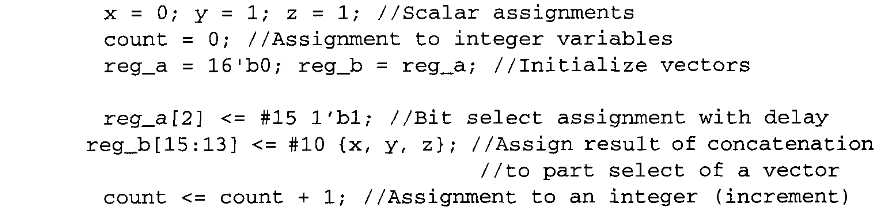 x = 0; y = 1; z = 1; //Scalar assignments
count = 0; //Assignment to integer variables
reg_a = 16'b0; reg_b = reg_a; //Initialize vectors
reg_a[2] <= #15 1'b1; //Bit select assignment with delay
reg_b[15:13] <= #10 {x, y, z}; //Assign result of concatenation
//to part select of a vector
count <= count + 1; //Assignment to an integer (increment)